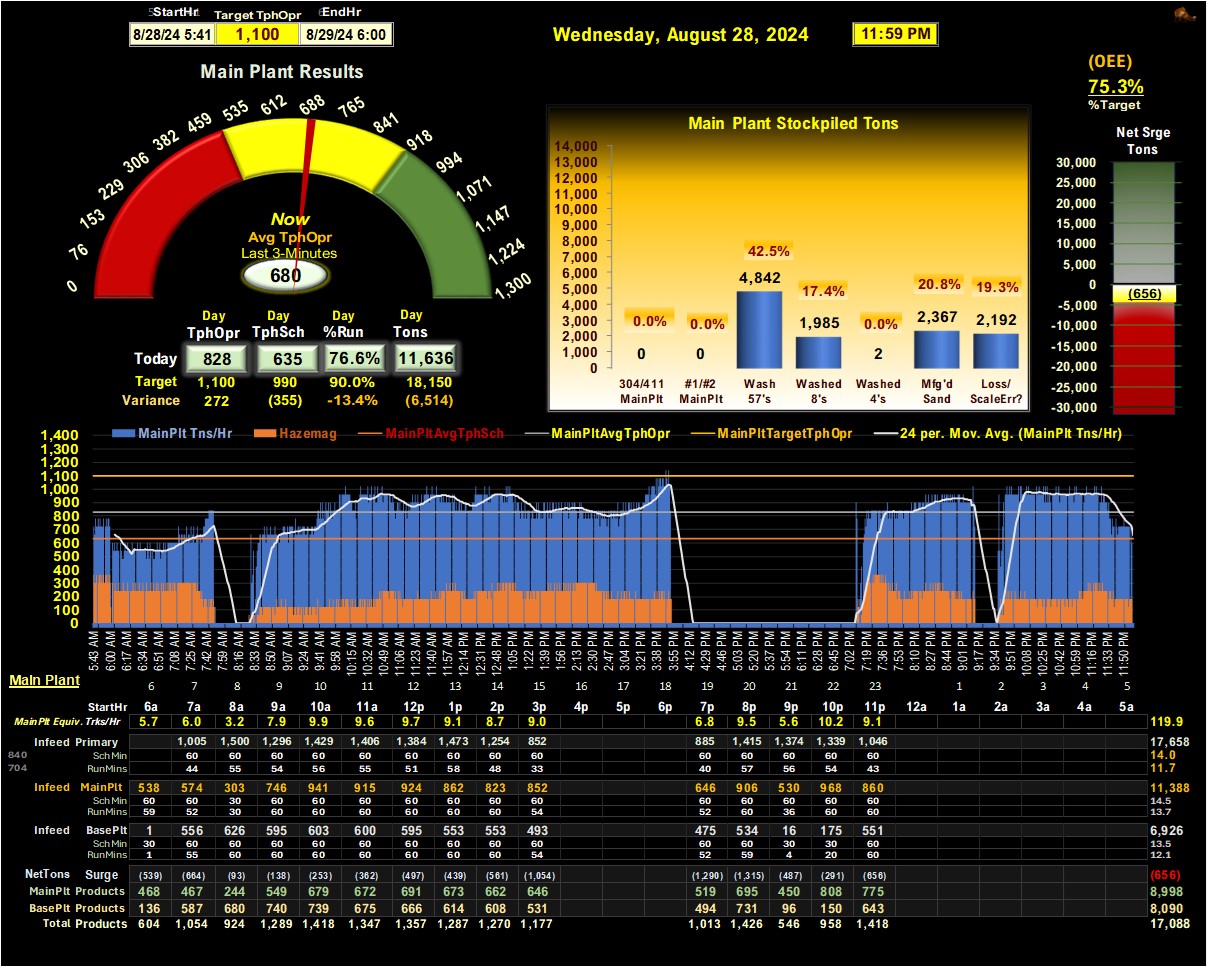 StartHr Target TphOpr EndHr
8/28/24 5:41 1,100 8/29/24 6:00
Wednesday, August 28, 2024 11:59 PM
(OEE)
75.3%
%Target
Main Plant Results
0 76 153 229 306 382 459 535 612 688 765 841 918 994 1,071 1,147 1,224 1,300
Now
Avg TphOpr
Last 3-Minutes
680
Day Day Day Day
TphOpr TphSch %Run Tons
Today 828 635 76.6% 11,636
Target 1,100 990 90.0% 18,150
Variance 272 (355) -13.4% (6,514)
Main Plant Stockpiled Tons
14,000
13,000
12,000
11,000
10,000
9,000
8,000
7,000
6,000
5,000
4,000
3,000
2,000
1,000
0
0.0% 0.0% 42.5% 17.4% 0.0% 20.8% 19.3%
0 0 4,842 1,985 2 2,367 2,192
304/411 #1/#2 Wash Washed Washed Mfg'd Loss/
MainPlt MainPlt 57's 8's 4's Sand ScaleErr?
Net Srge
Tons
30,000
25,000
20,000
15,000
10,000
5,000
0
(656)
-5,000
-10,000
-15,000
-20,000
-25,000
-30,000
MainPlt Tns/Hr Hazemag MainPltAvgTphSch MainPltAvgTphOpr MainPltTargetTphOpr 24 per. Mov. Avg. (MainPlt Tns/Hr)
1,400
1,300
1,200
1,100
1,000
900
800
700
600
500
400
300
200
100
0
5:43 AM 6:00 AM 6:17 AM 6:34 AM 6:51 AM 7:08 AM 7:25 AM 7:42 AM 7:59 AM 8:16 AM 8:33 AM 8:50 AM 9:07 AM 9:24 AM 9:41 AM 9:58 AM 10:15 AM 10:32 AM 10:49 AM 11:06 AM 11:23 AM 11:40 AM 11:57 AM 12:14 PM 12:31 PM 12:48 PM 1:05 PM 1:22 PM 1:39 PM 1:56 PM 2:13 PM 2:30 PM 2:47 PM 3:04 PM 3:21 PM 3:38 PM 3:55 PM 4:12 PM 4:29 PM 4:46 PM 5:03 PM 5:20 PM 5:37 PM 5:54 PM 6:11 PM 6:28 PM 6:45 PM 7:02 PM 7:19 PM 7:36 PM 7:53 PM 8:10 PM 8:27 PM 8:44 PM 9:01 PM 9:17 PM 9:34 PM 9:51 PM 10:08 PM 10:25 PM 10:42 PM 10:59 PM 11:16 PM 11:33 PM 11:50 PM
Main Plant
6 7 8 9 10 11 12 13 14 15 16 17 18 19 20 21 22 23 1 2 3 4 5
StartHr 6a 7a 8a 9a 10a 11a 12p 1p 2p 3p 4p 5p 6p 7p 8p 9p 10p 11p 12a 1a 2a 3a 4a 5a
MainPlt Equiv. Trks/Hr 5.7 6.0 3.2 7.9 9.9 9.6 9.7 9.1 8.7 9.0 6.8 9.5 5.6 10.2 9.1 119.9
Infeed Primary 1,005 1,500 1,296 1,429 1,406 1,384 1,473 1,254 852 885 1,415 1,374 1,339 1,046 17,658
840 Sch Min 60 60 60 60 60 60 60 60 60 60 60 60 60 60 14.0
704 RunMins 44 55 54 56 55 51 58 48 33 40 57 56 54 43 11.7
Infeed MainPlt 538 574 303 746 941 915 924 862 823 852 646 906 530 968 860 11,388
Sch Min 60 60 30 60 60 60 60 60 60 60 60 60 60 60 60 14.5
RunMins 59 52 30 60 60 60 60 60 60 54 52 60 36 60 60 13.7
Infeed BasePlt 1 556 626 595 603 600 595 553 553 493 475 534 16 175 551 6,926
Sch Min 30 60 60 60 60 60 60 60 60 60 60 60 30 30 60 13.5
RunMins 1 55 60 60 60 60 60 60 60 54 52 59 4 20 60 12.1
NetTons Surge (539) (664) (93) (138) (253) (362) (497) (439) (561) (1,054) (1,290) (1,315) (487) (291) (656) (656)
MainPlt Products 468 467 244 549 679 672 691 673 662 646 519 695 450 808 775 8,998
BasePlt Products 136 587 680 740 739 675 666 614 608 531 494 731 96 150 643 8,090
Total Products 604 1,054 924 1,289 1,418 1,347 1,357 1,287 1,270 1,177 1,013 1,426 546 958 1,418 17,088